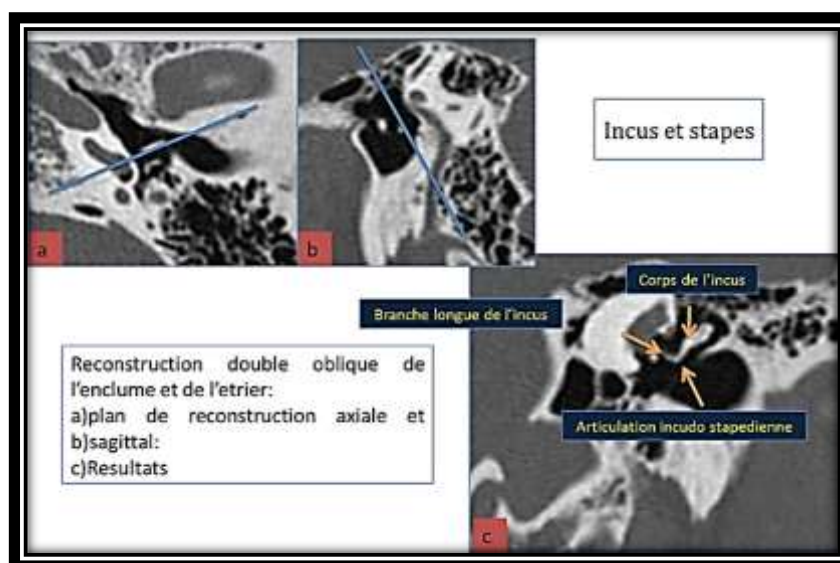 Incus et stapes
a
b
Corps de l'incus
Branche longue de l'incus
Reconstruction double oblique de
l'enclume et de l'etrier:
a)plan de reconstruction axiale et
b)sagittal:
c)Resultats
Articulation incudo stapedienne
c